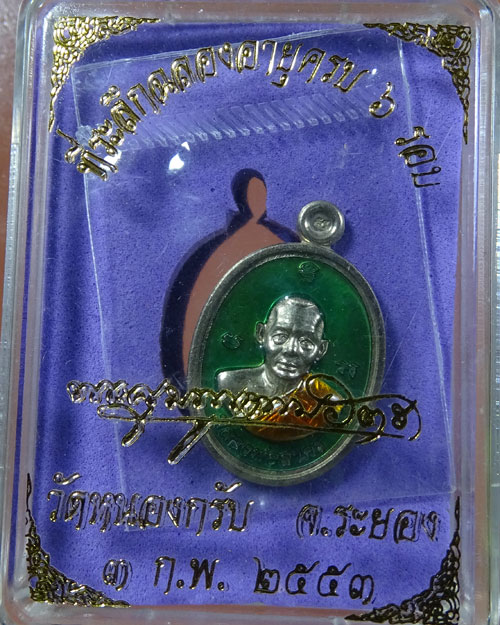 ที่ระลึกฉลองอายุครบ ๖ รอบ
วัดหนองกรับ จ.ระยอง
๓ ก.พ. ๒๕๕๓